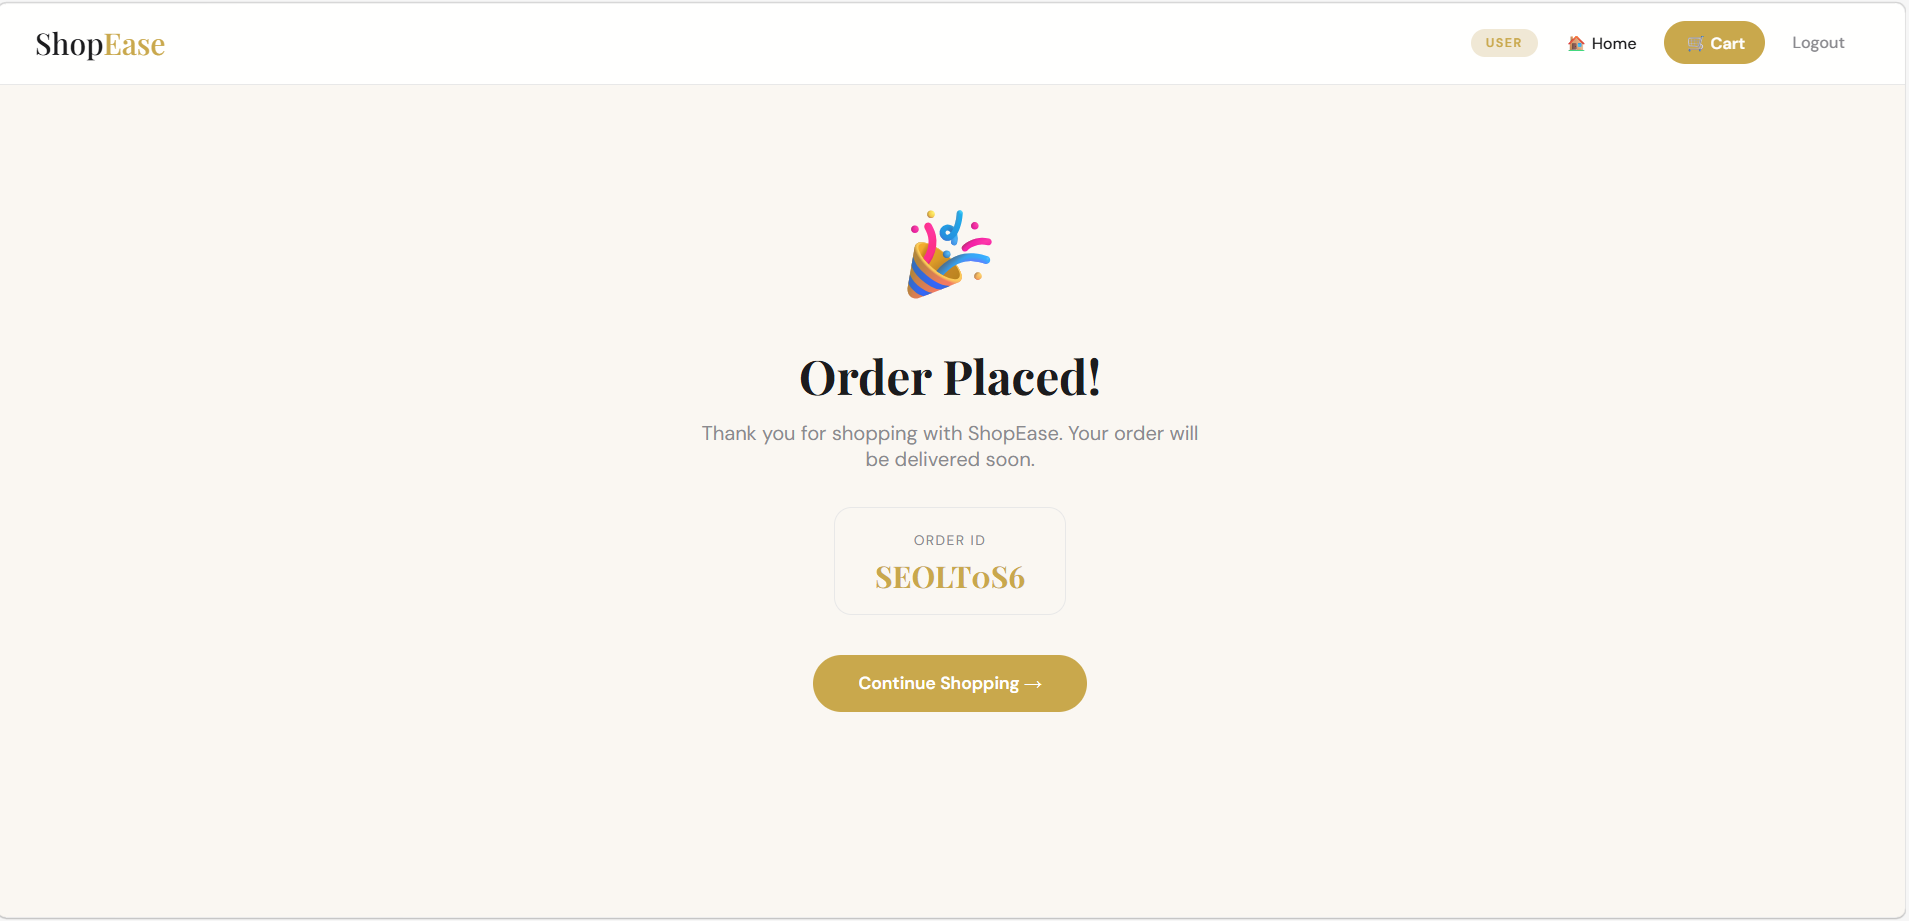 ShopEase
USER
Home
Cart
Logout
Order Placed!
Thank you for shopping with ShopEase. Your order will
be delivered soon.
ORDER ID
SEOLT0S6
Continue Shopping →